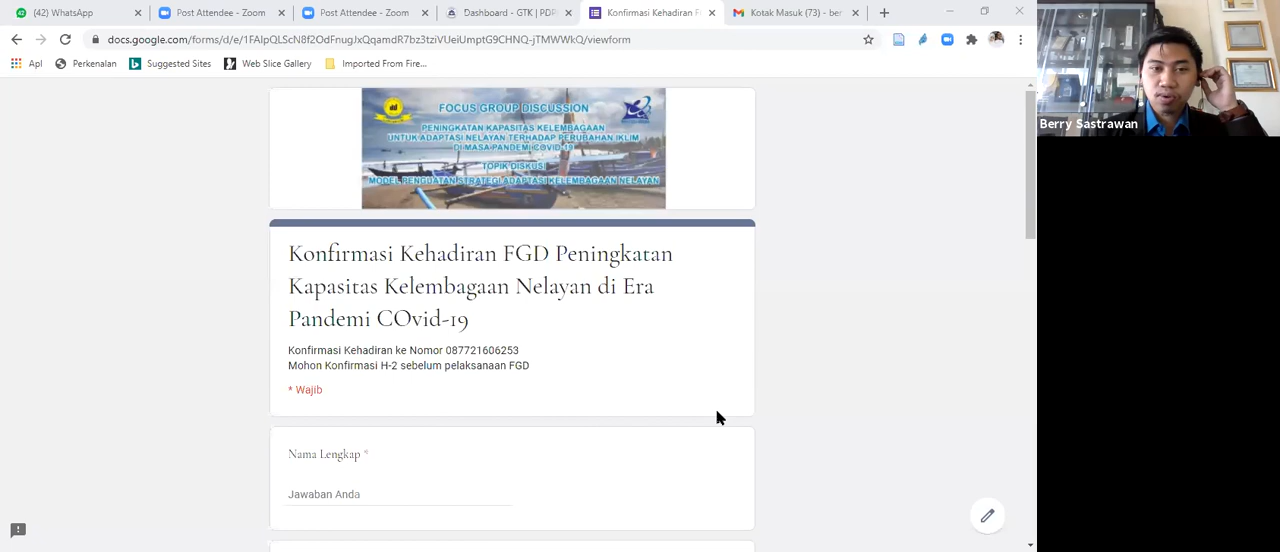 (42) WhatsApp
Post Attendee - Zoom
Post Attendee - Zoom
Dashboard - GTK | PDP
Konfirmasi Kehadiran F
Kotak Masuk (73) - ber
docs.google.com/forms/d/e/1FAIpQLScN8f2OdFnugJxQqamdR7bz3tziVUeiUmptG9CHNQ-jTMWWkQ/viewform
Apl
Perkenalan
Suggested Sites
Web Slice Gallery
Imported From Fire...
FOCUS GROUP DISCUSSION
PENINGKATAN KAPASITAS KELEMBAGAAN
UNTUK ADAPTASI NELAYAN TERHADAP PERUBAHAN IKLIM
DI MASA PANDEMI COVID-19
TOPIK DISKUSI
MODEL PENGUATAN STRATEGI ADAPTASI KELEMBAGAAN NELAYAN
Berry Sastrawan
Konfirmasi Kehadiran FGD Peningkatan
Kapasitas Kelembagaan Nelayan di Era
Pandemi COvid-19
Konfirmasi Kehadiran ke Nomor 087721606253
Mohon Konfirmasi H-2 sebelum pelaksanaan FGD
* Wajib
Nama Lengkap *
Jawaban Anda